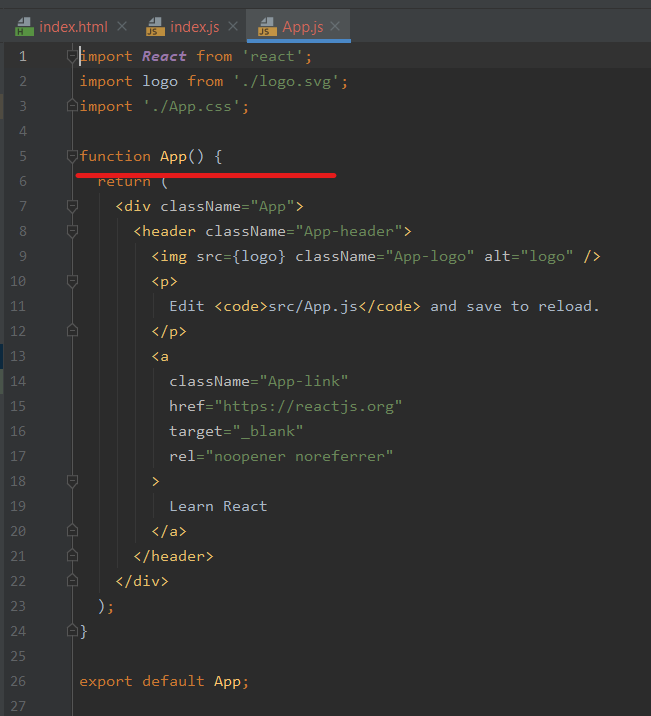 index.html index.js App.js
1 import React from 'react';
2 import logo from './logo.svg';
3 import './App.css';
4
5 function App() {
6   return (
7     <div className="App">
8       <header className="App-header">
9         <img src={logo} className="App-logo" alt="logo" />
10         <p>
11           Edit <code>src/App.js</code> and save to reload.
12         </p>
13         <a
14           className="App-link"
15           href="https://reactjs.org"
16           target="_blank"
17           rel="noopener noreferrer"
18         >
19           Learn React
20         </a>
21       </header>
22     </div>
23   );
24 }
25
26 export default App;
27